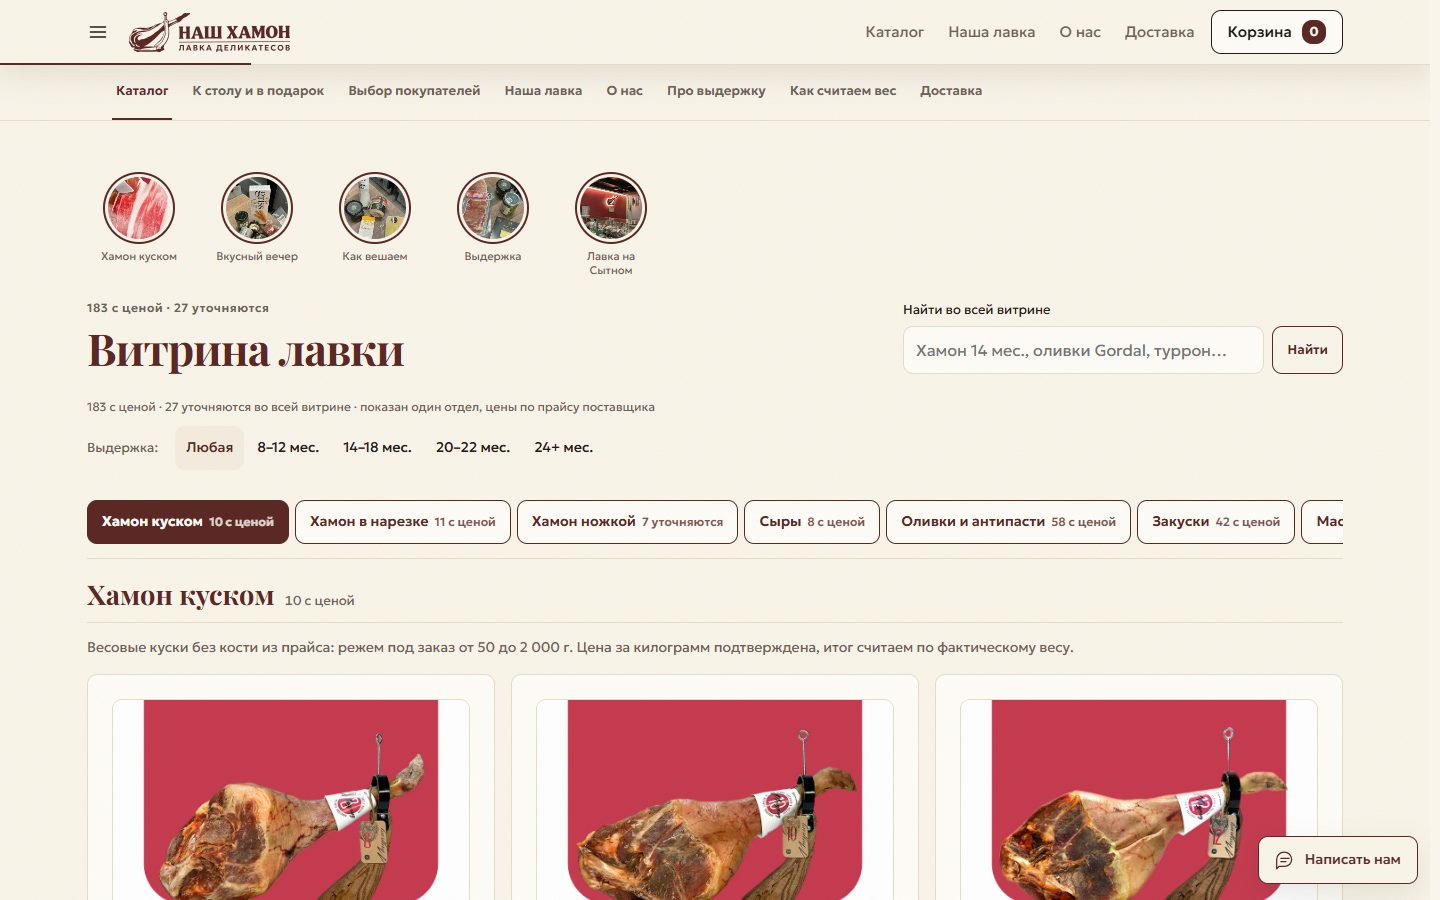 НАШ ХАМОН
ЛАВКА ДЕЛИКАТЕСОВ
Каталог
Наша лавка
О нас
Доставка
Корзина 0
Каталог
К столу и в подарок
Выбор покупателей
Наша лавка
О нас
Про выдержку
Как считаем вес
Доставка
Хамон куском
Вкусный вечер
Как вешаем
Выдержка
Лавка на
Сытном
183 с ценой · 27 уточняются
Витрина лавки
Найти во всей витрине
Хамон 14 мес., оливки Gordal, туррон...
Найти
183 с ценой · 27 уточняются во всей витрине · показан один отдел, цены по прайсу поставщика
Выдержка:
Любая
8–12 мес.
14–18 мес.
20–22 мес.
24+ мес.
Хамон куском 10 с ценой
Хамон в нарезке 11 с ценой
Хамон ножкой 7 уточняются
Сыры 8 с ценой
Оливки и антипасти 58 с ценой
Закуски 42 с ценой
Мас
Хамон куском 10 с ценой
Весовые куски без кости из прайса: режем под заказ от 50 до 2 000 г. Цена за килограмм подтверждена, итог считаем по фактическому весу.
Написать нам